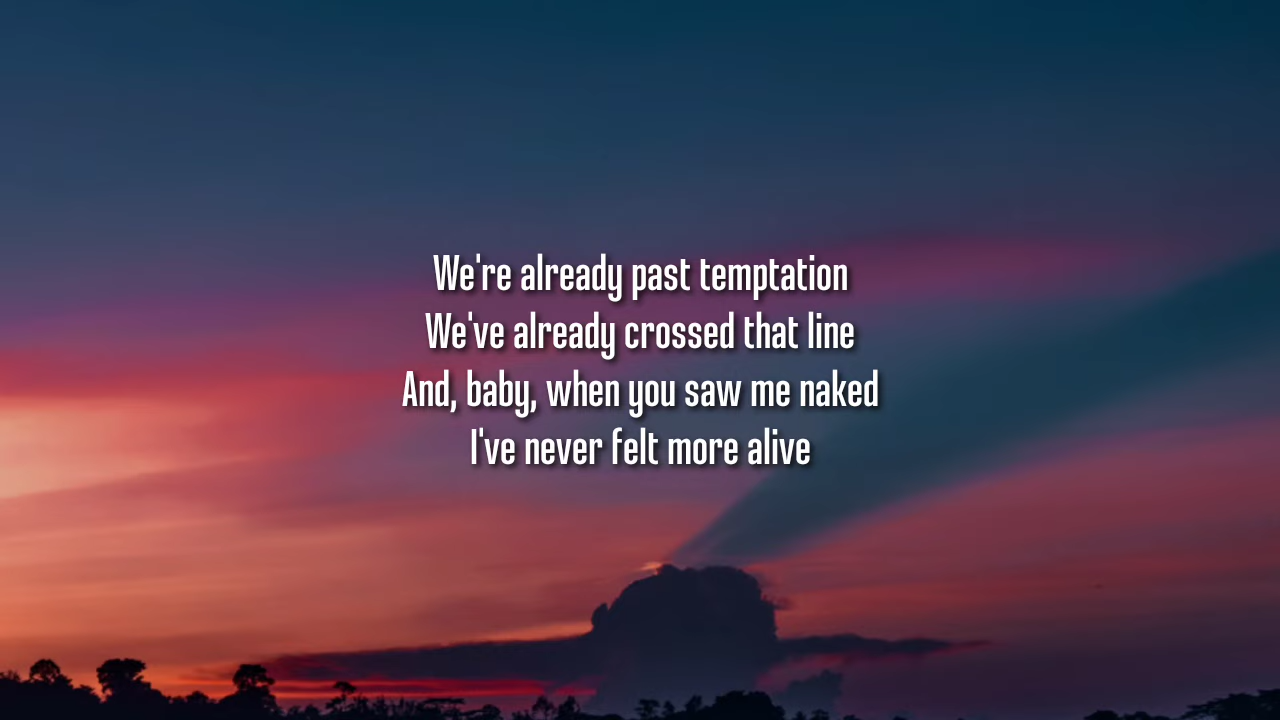 We're already past temptation
We've already crossed that line
And, baby, when you saw me naked
I've never felt more alive